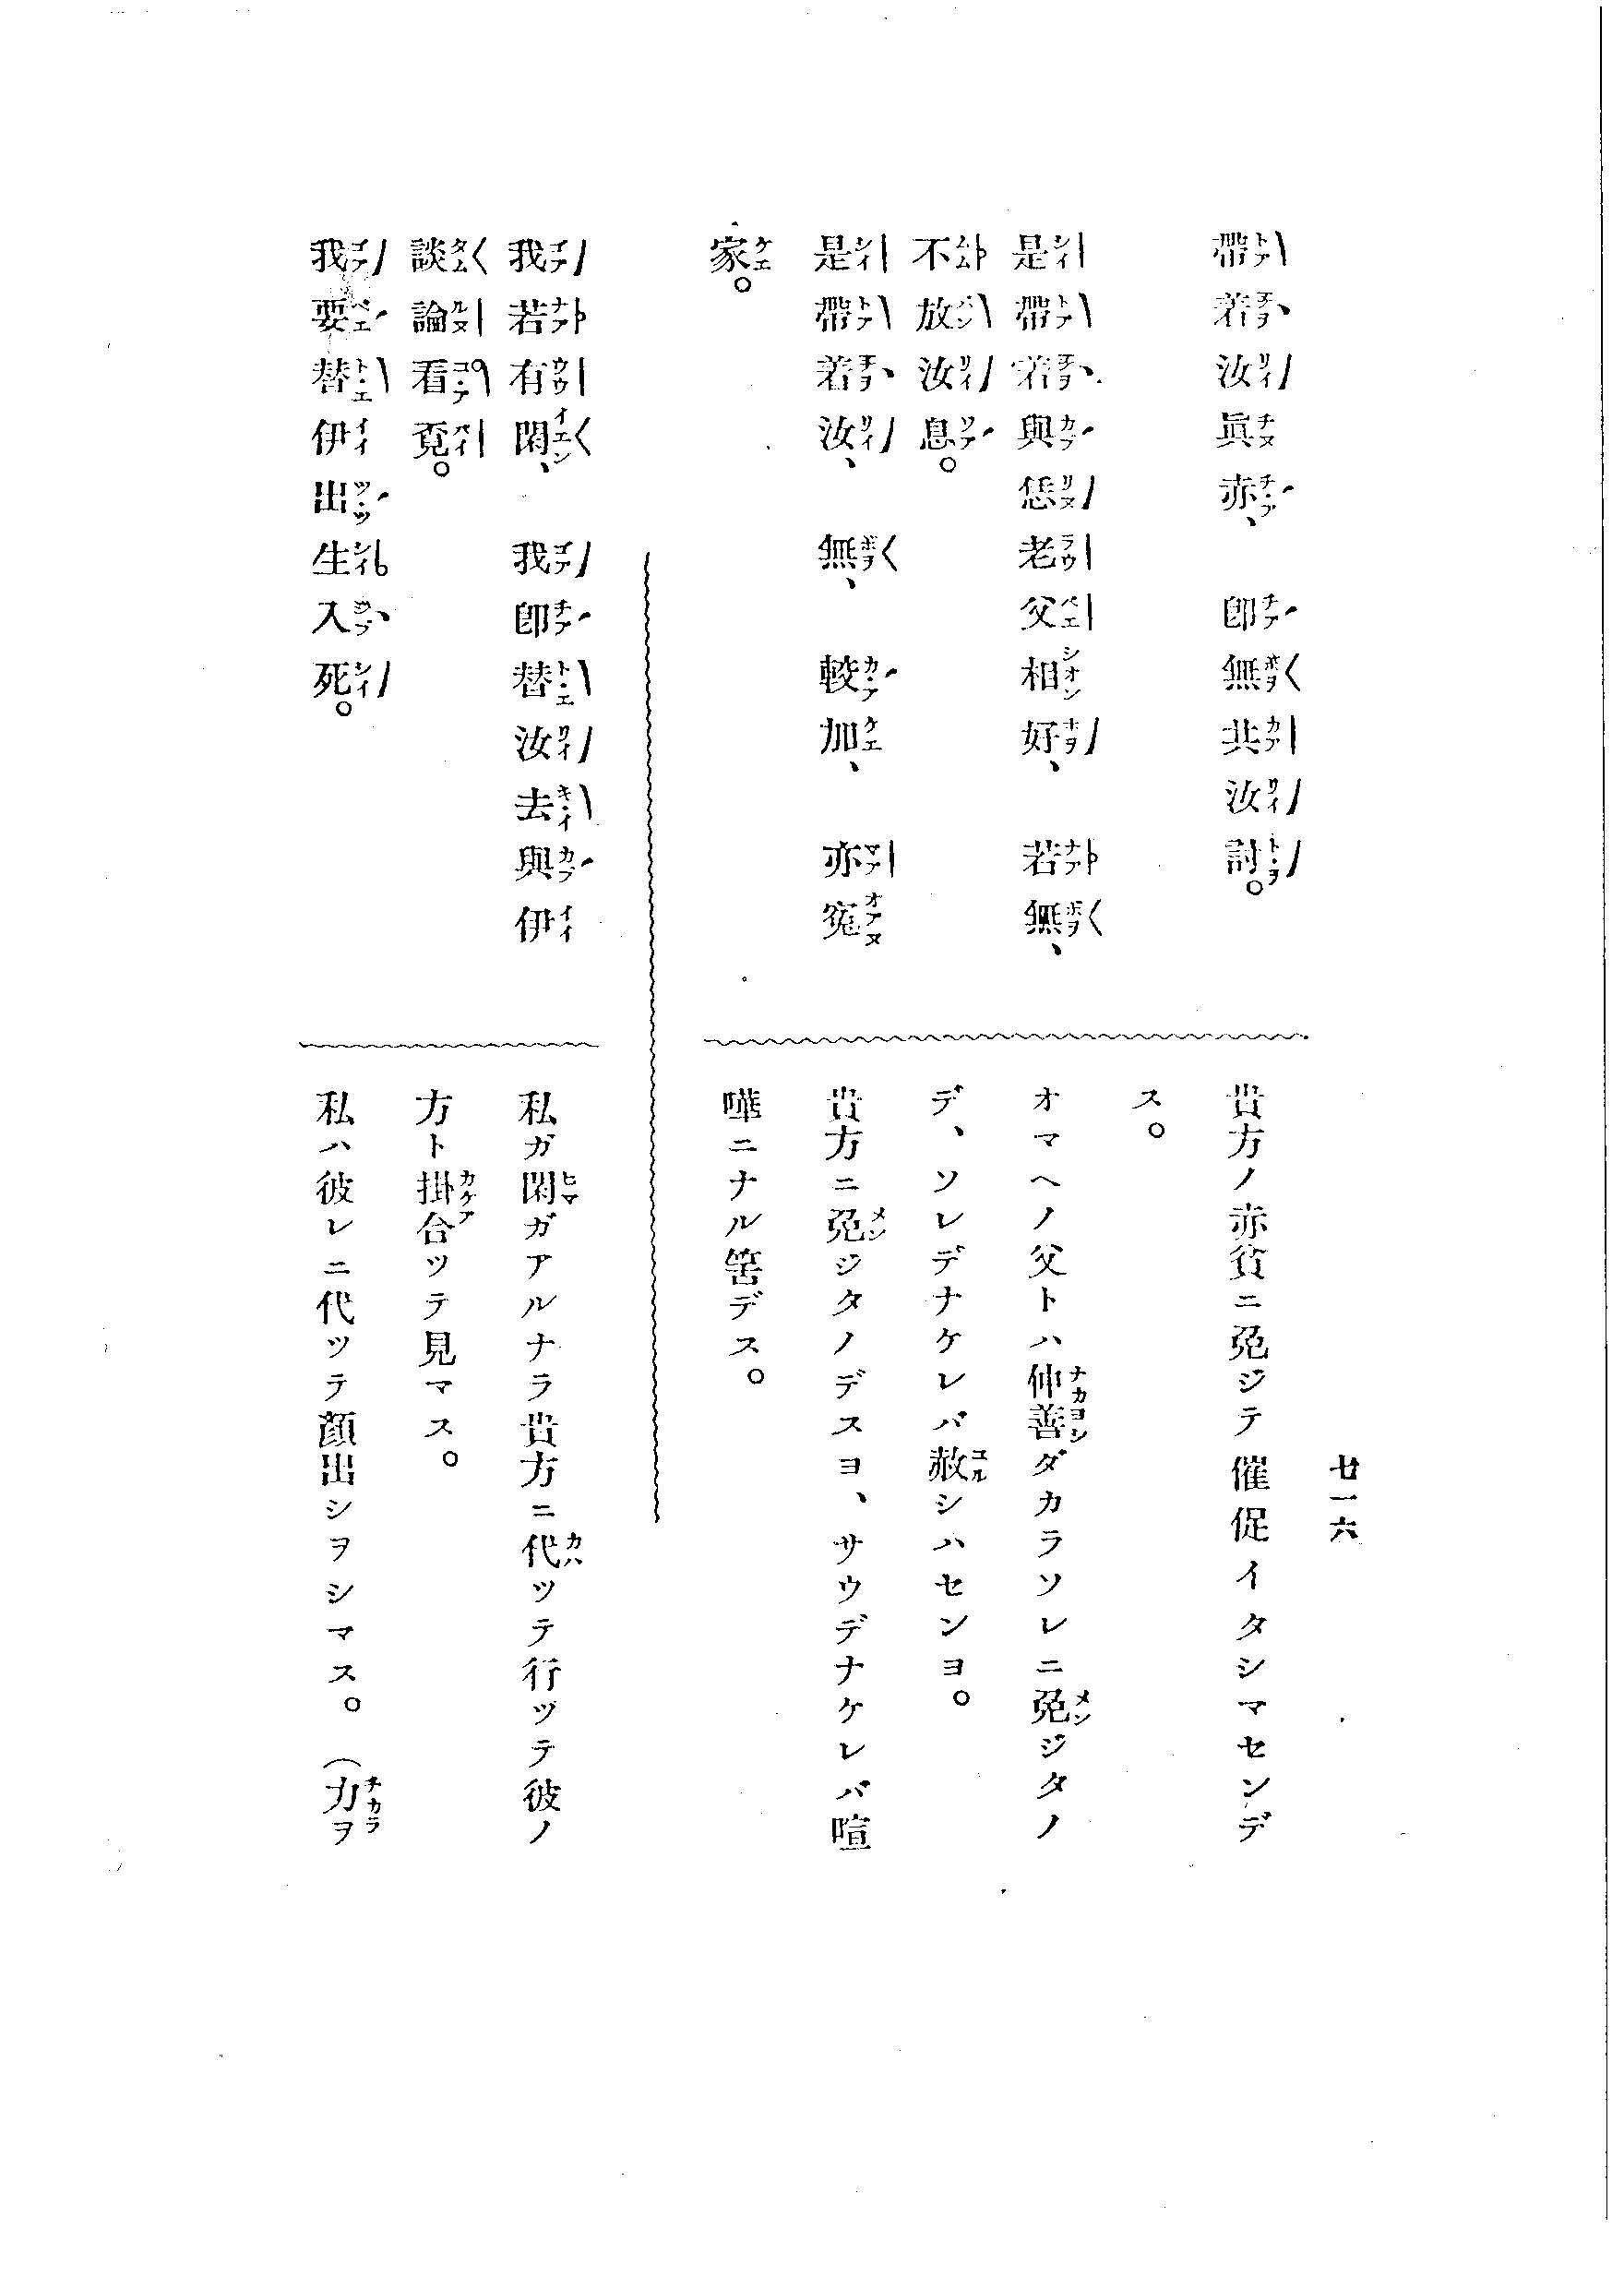 廿一六
帶着汝眞赤、卽無共汝討。
是帶着與恁老父相好、若無、
不放汝息。
是帶着汝、無、較加、亦寃
家。
貴方ノ赤貧ニ免ジテ催促イタシマセンデ
ス。
オマヘノ父トハ仲善ダカラソレニ免ジタノ
デ、ソレデナケレバ赦シハセンヨ。
貴方ニ免ジタノデスヨ、サウデナケレバ喧
嘩ニナル筈デス。
我若有閑、我卽替汝去與伊
談論看覔。
我要替伊出生入死。
私ガ閑ガアルナラ貴方ニ代ツテ行ツテ彼ノ
方ト掛合ツテ見マス。
私ハ彼レニ代ツテ顏出シヲシマス。(力ヲ